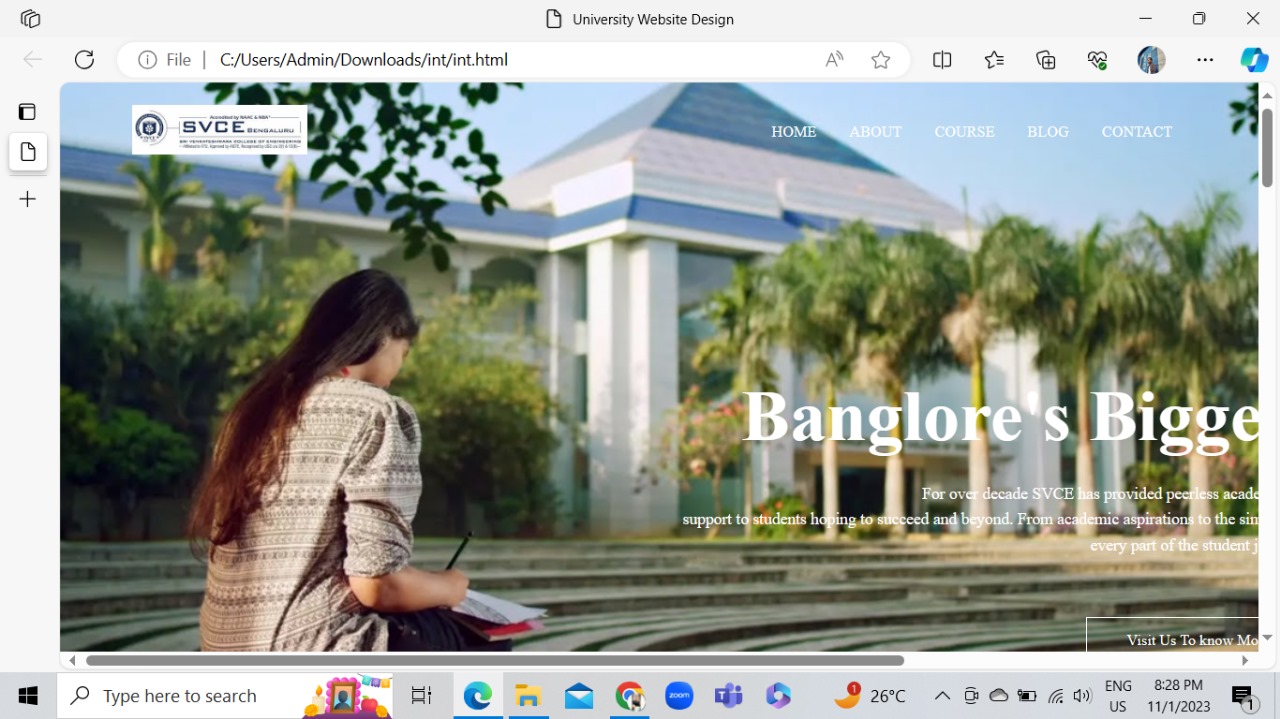 University Website Design
File
C:/Users/Admin/Downloads/int/int.html
Accredited by NAAC & NBA*
SVCE BENGALURU
SRI VENKATESHWARA COLLEGE OF ENGINEERING
HOME ABOUT COURSE BLOG CONTACT
Banglore's Bigge
For over decade SVCE has provided peerless acade
support to students hoping to succeed and beyond. From academic aspirations to the sin
every part of the student j
Visit Us To know Mo
Type here to search
zoom
1
26°C
ENG
US
8:28 PM
11/1/2023
1